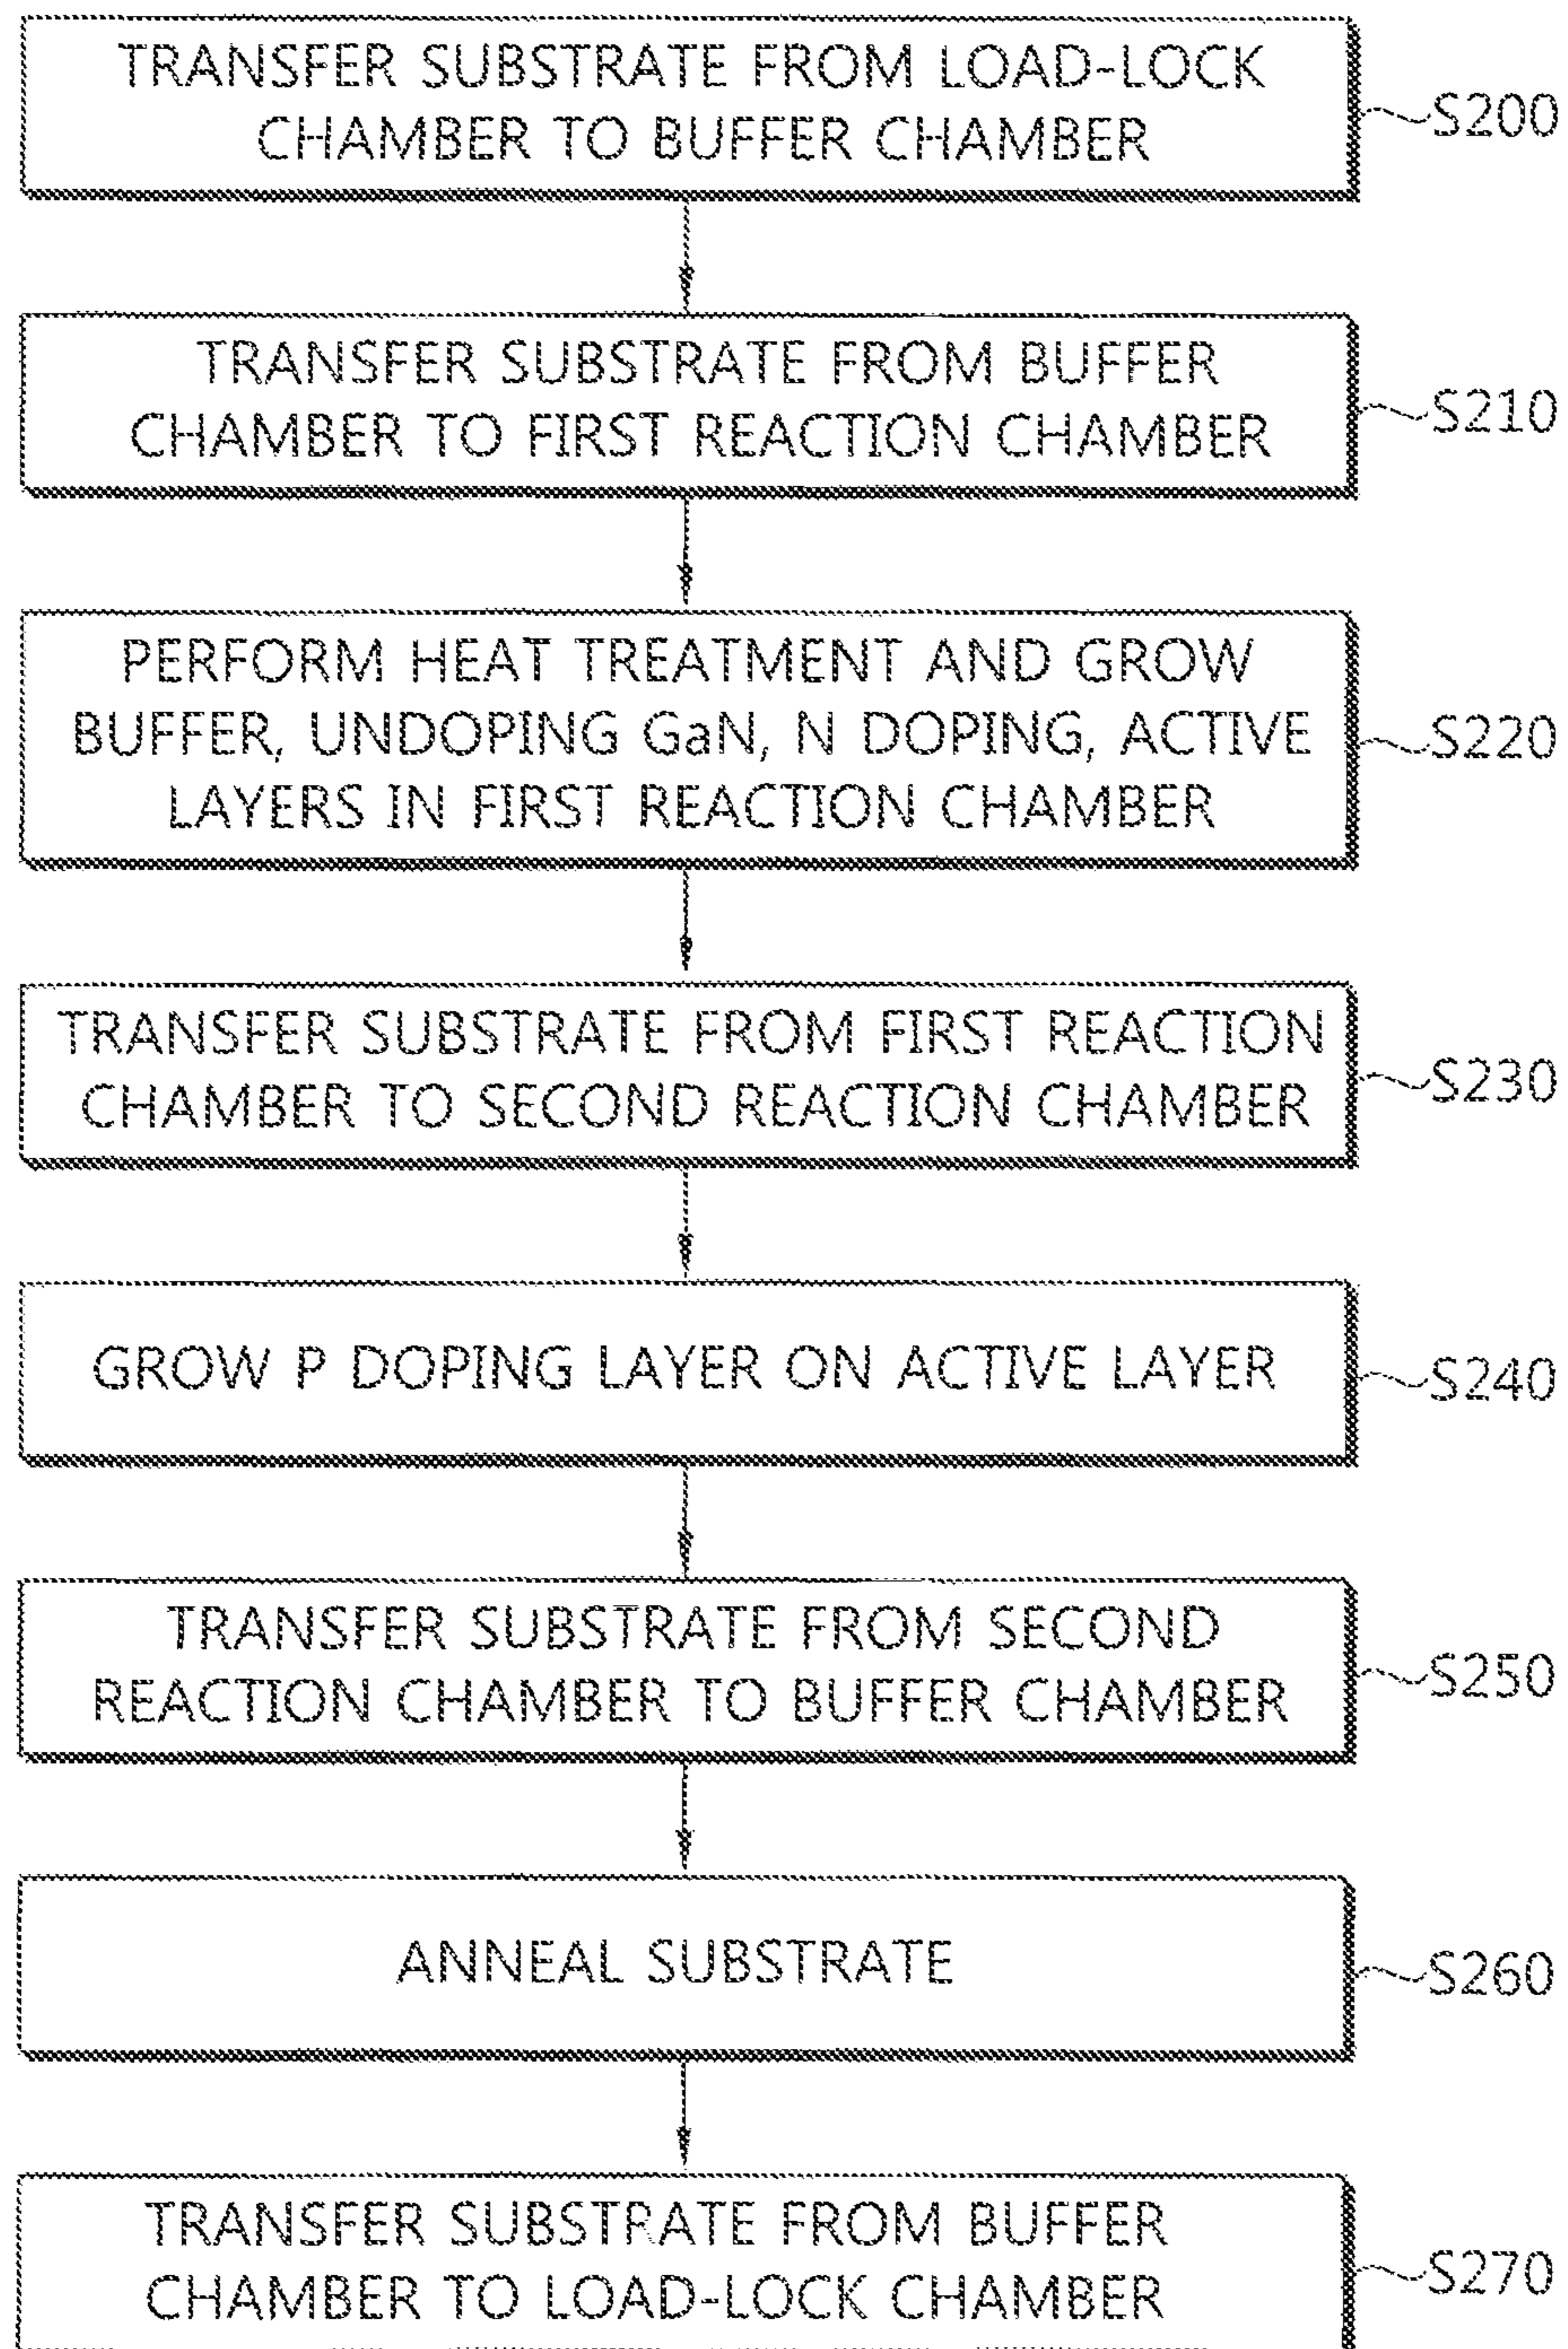 TRANSFER SUBSTRATE FROM LOAD-LOCK
CHAMBER TO BUFFER CHAMBER
S200
TRANSFER SUBSTRATE FROM BUFFER
CHAMBER TO FIRST REACTION CHAMBER
S210
PERFORM HEAT TREATMENT AND GROW
BUFFER, UNDOPING GaN, N DOPING, ACTIVE
LAYERS IN FIRST REACTION CHAMBER
S220
TRANSFER SUBSTRATE FROM FIRST REACTION
CHAMBER TO SECOND REACTION CHAMBER
S230
GROW P DOPING LAYER ON ACTIVE LAYER
S240
TRANSFER SUBSTRATE FROM SECOND
REACTION CHAMBER TO BUFFER CHAMBER
S250
ANNEAL SUBSTRATE
S260
TRANSFER SUBSTRATE FROM BUFFER
CHAMBER TO LOAD-LOCK CHAMBER
S270